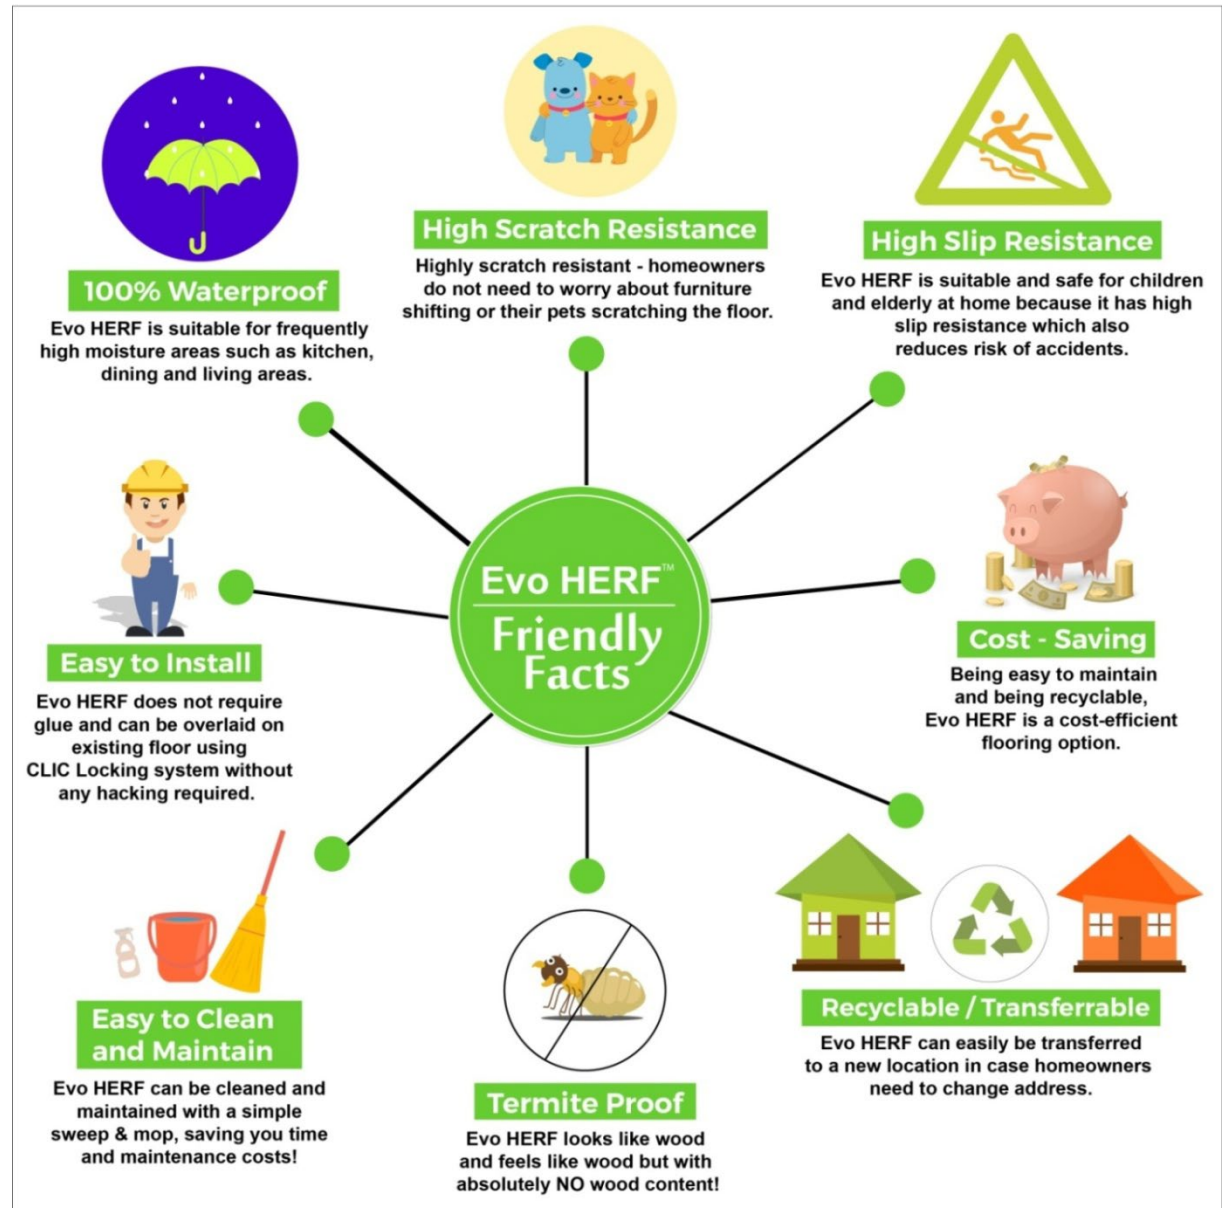 100% Waterproof
Evo HERF is suitable for frequently
high moisture areas such as kitchen,
dining and living areas.
High Scratch Resistance
Highly scratch resistant - homeowners
do not need to worry about furniture
shifting or their pets scratching the floor.
High Slip Resistance
Evo HERF is suitable and safe for children
and elderly at home because it has high
slip resistance which also
reduces risk of accidents.
Easy to Install
Evo HERF does not require
glue and can be overlaid on
existing floor using
CLIC Locking system without
any hacking required.
Evo HERF™
Friendly
Facts
Cost - Saving
Being easy to maintain
and being recyclable,
Evo HERF is a cost-efficient
flooring option.
Easy to Clean
and Maintain
Evo HERF can be cleaned and
maintained with a simple
sweep & mop, saving you time
and maintenance costs!
Termite Proof
Evo HERF looks like wood
and feels like wood but with
absolutely NO wood content!
Recyclable / Transferrable
Evo HERF can easily be transferred
to a new location in case homeowners
need to change address.